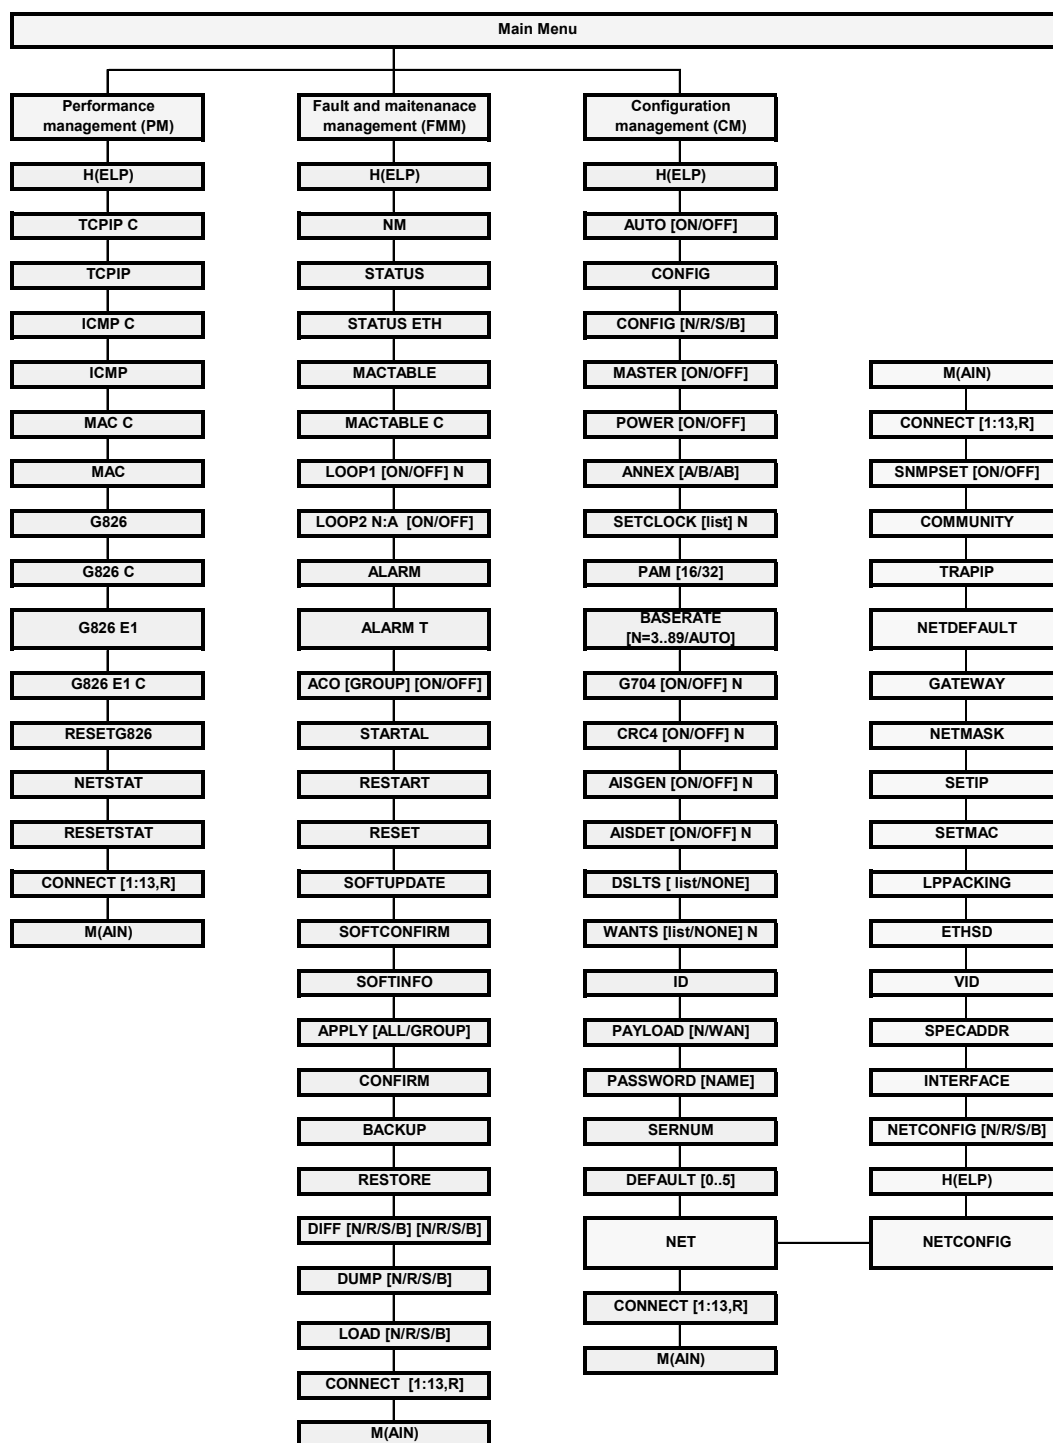 Main Menu
Performance
management (PM)
H(ELP)
TCPIP C
TCPIP
ICMP C
ICMP
MAC C
MAC
G826
G826 C
G826 E1
G826 E1 C
RESETG826
NETSTAT
RESETSTAT
CONNECT [1:13,R]
M(AIN)
Fault and maitenanace
management (FMM)
H(ELP)
NM
STATUS
STATUS ETH
MACTABLE
MACTABLE C
LOOP1 [ON/OFF] N
LOOP2 N:A  [ON/OFF]
ALARM
ALARM T
ACO [GROUP] [ON/OFF]
STARTAL
RESTART
RESET
SOFTUPDATE
SOFTCONFIRM
SOFTINFO
APPLY [ALL/GROUP]
CONFIRM
BACKUP
RESTORE
DIFF [N/R/S/B] [N/R/S/B]
DUMP [N/R/S/B]
LOAD [N/R/S/B]
CONNECT  [1:13,R]
M(AIN)
Configuration
management (CM)
H(ELP)
AUTO [ON/OFF]
CONFIG
CONFIG [N/R/S/B]
MASTER [ON/OFF]
POWER [ON/OFF]
ANNEX [A/B/AB]
SETCLOCK [list] N
PAM [16/32]
BASERATE
[N=3..89/AUTO]
G704 [ON/OFF] N
CRC4 [ON/OFF] N
AISGEN [ON/OFF] N
AISDET [ON/OFF] N
DSLTS [ list/NONE]
WANTS [list/NONE] N
ID
PAYLOAD [N/WAN]
PASSWORD [NAME]
SERNUM
DEFAULT [0..5]
NET
CONNECT [1:13,R]
M(AIN)
M(AIN)
CONNECT [1:13,R]
SNMPSET [ON/OFF]
COMMUNITY
TRAPIP
NETDEFAULT
GATEWAY
NETMASK
SETIP
SETMAC
LPPACKING
ETHSD
VID
SPECADDR
INTERFACE
NETCONFIG [N/R/S/B]
H(ELP)
NETCONFIG